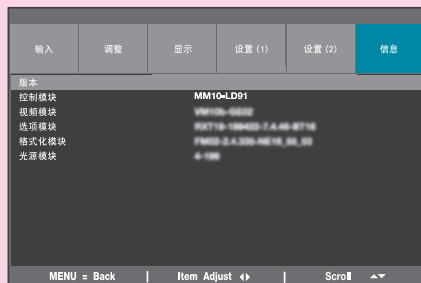 输入 调整 显示 设置 (1) 设置 (2) 信息
版本
控制模块 MM10-LD91
视频模块
选项模块
格式化模块
光源模块
MENU = Back | Item Adjust ◂▸ | Scroll ▴▾